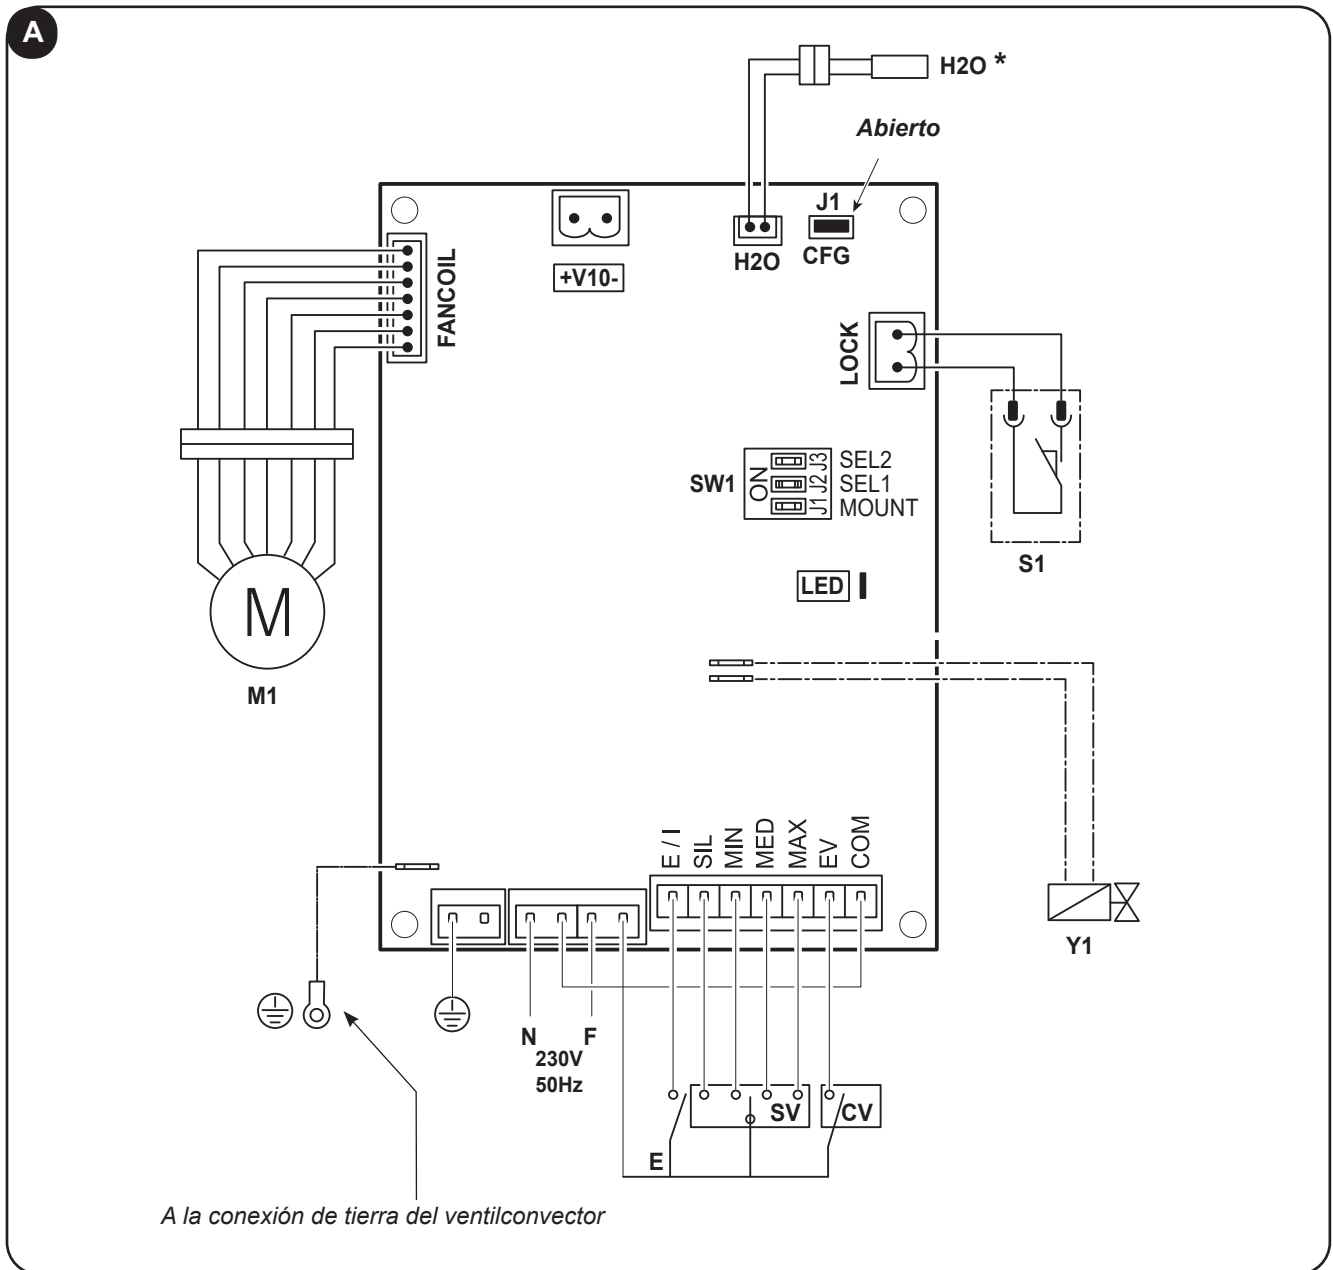 A
H2O *
Abierto
J1
H2O
CFG
+V10-
FANCOIL
LOCK
SW1
ON
J3
J2
J1
SEL2
SEL1
MOUNT
S1
LED
M
M1
E / I
SIL
MIN
MED
MAX
EV
COM
Y1
N
F
230V
50Hz
SV
CV
E
A la conexión de tierra del ventilconvector